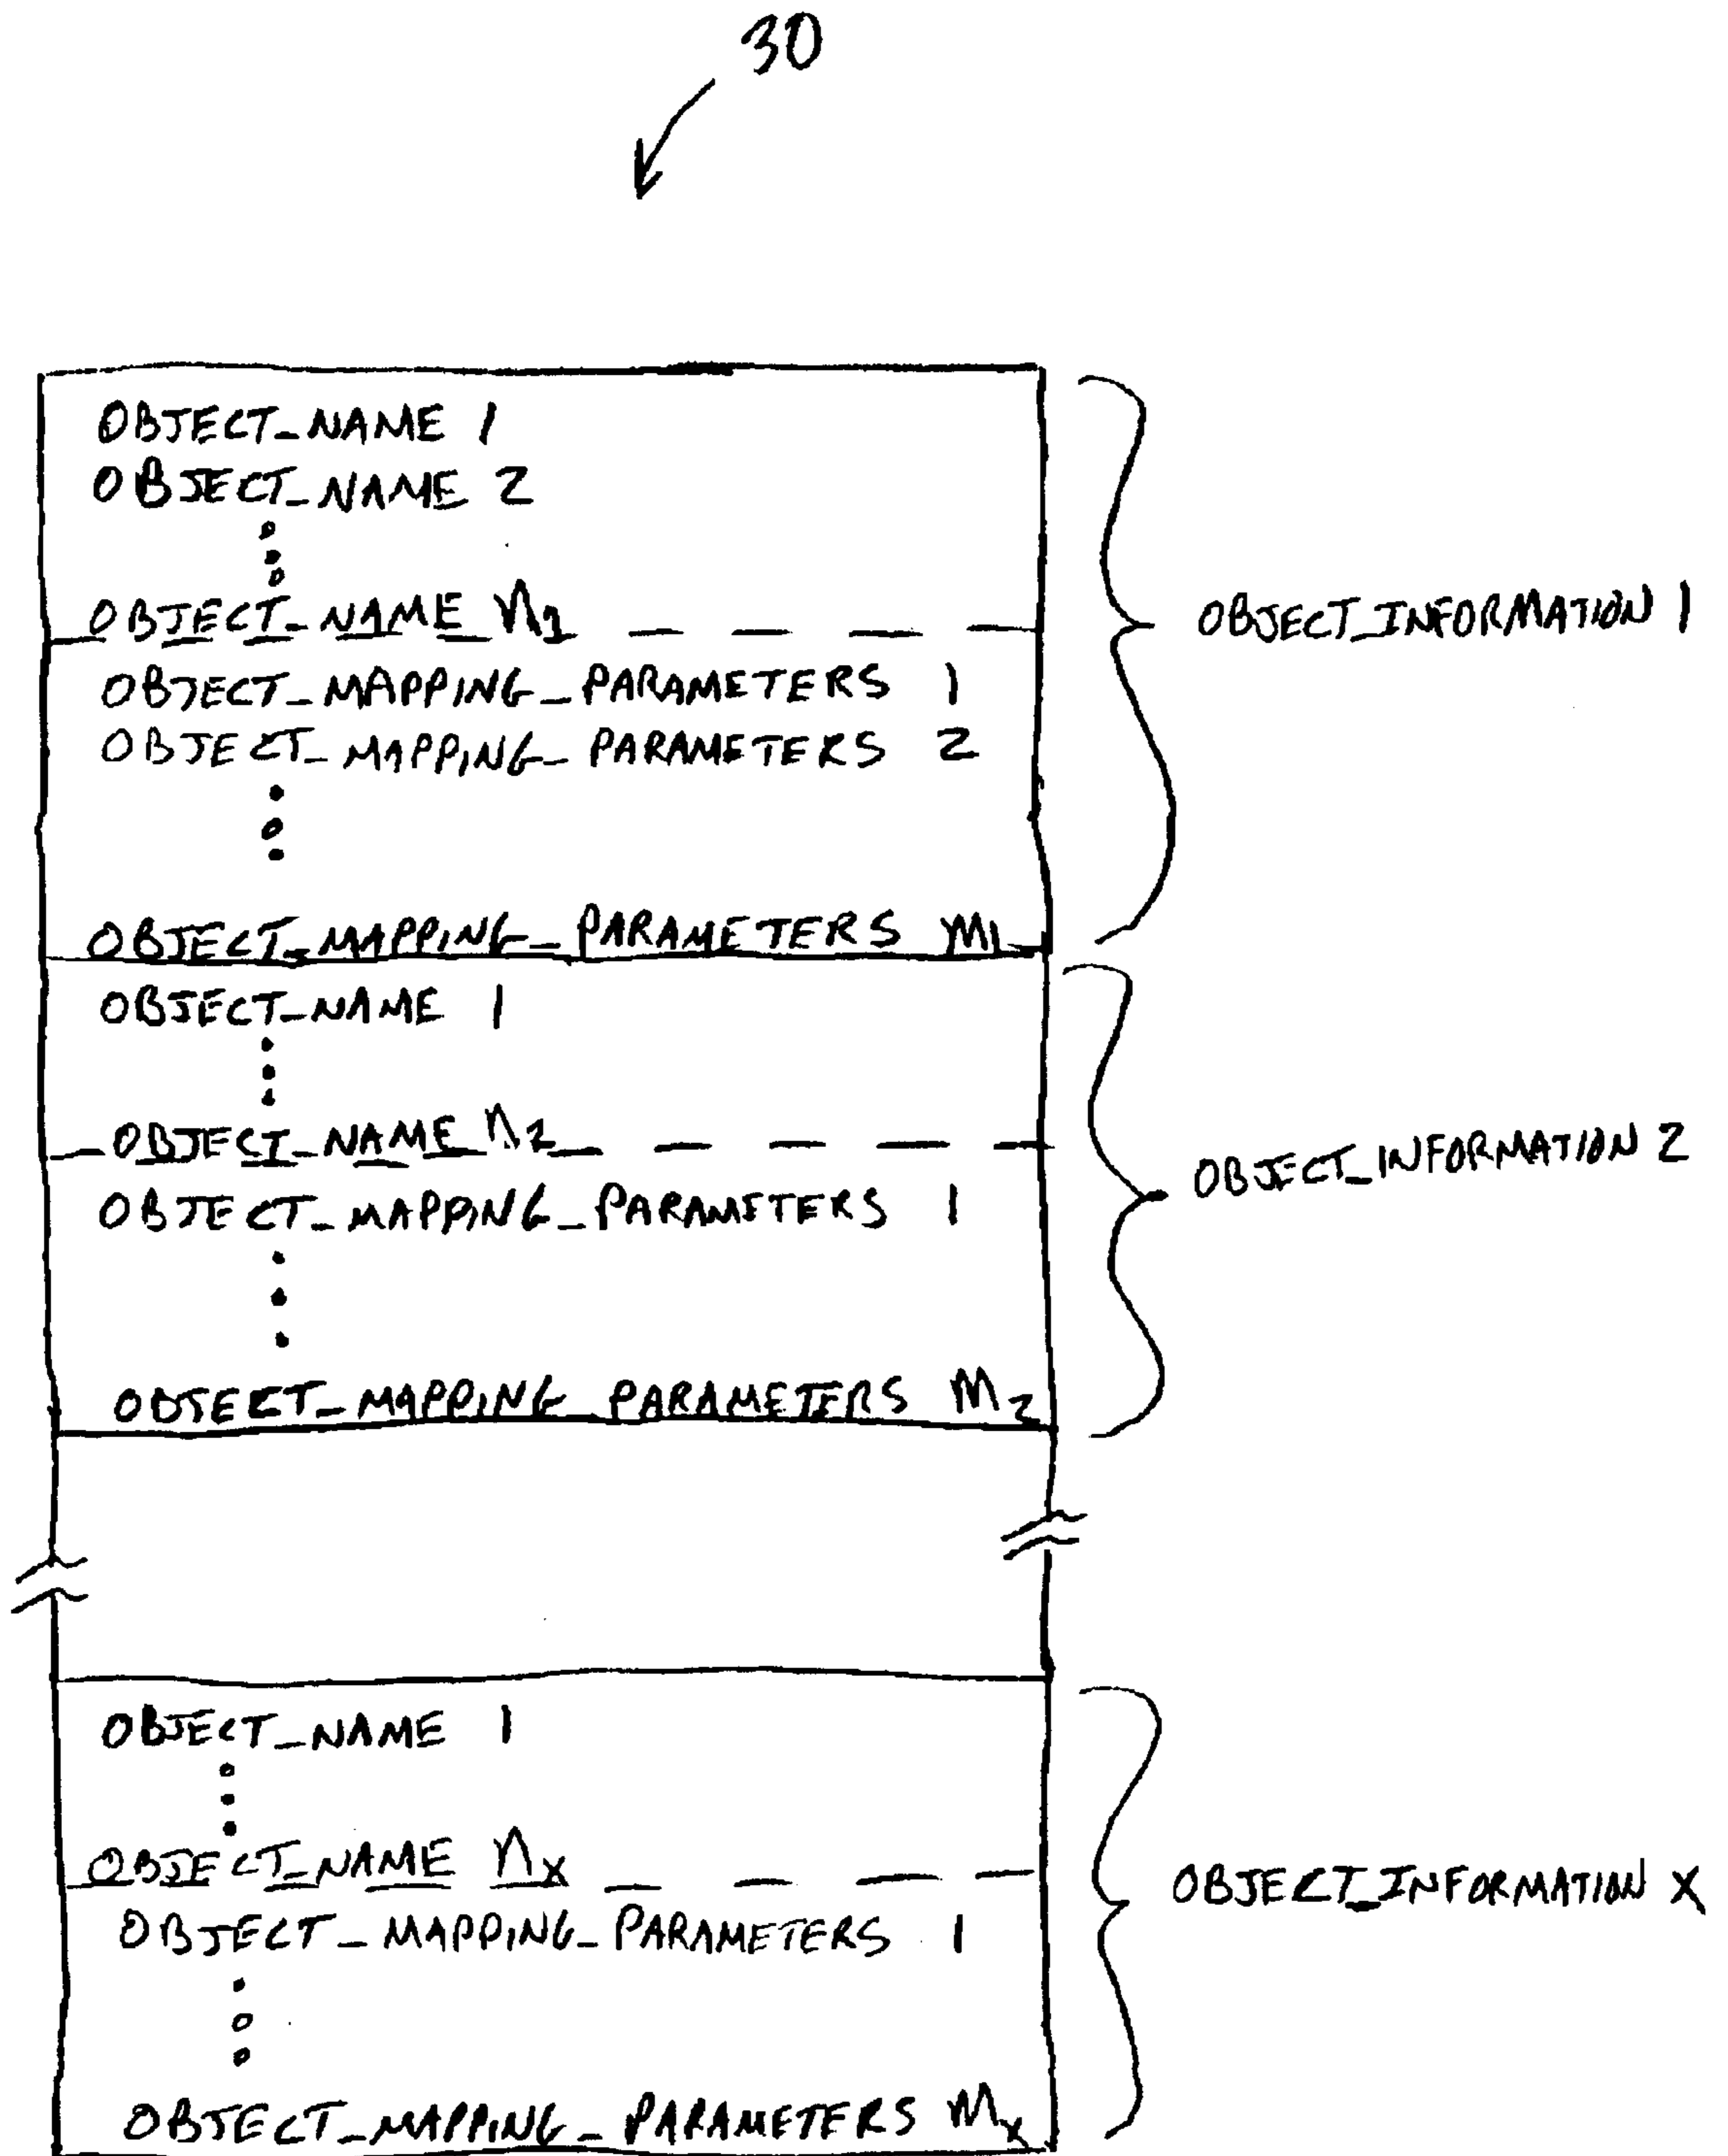 30
OBJECT_NAME 1
OBJECT_NAME 2
OBJECT_NAME n1
OBJECT_MAPPING_PARAMETERS 1
OBJECT_MAPPING_PARAMETERS 2
OBJECT_MAPPING_PARAMETERS M1
OBJECT_INFORMATION 1
OBJECT_NAME 1
OBJECT_NAME n2
OBJECT_MAPPING_PARAMETERS 1
OBJECT_MAPPING_PARAMETERS M2
OBJECT_INFORMATION 2
OBJECT_NAME 1
OBJECT_NAME nx
OBJECT_MAPPING_PARAMETERS 1
OBJECT_MAPPING_PARAMETERS Mx
OBJECT_INFORMATION X